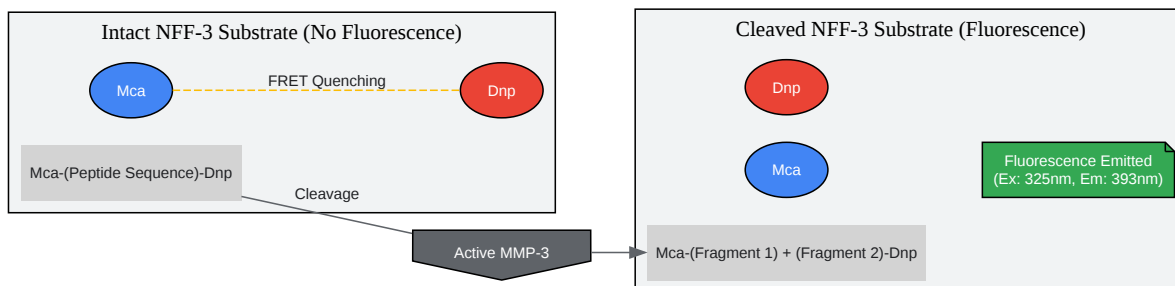 Intact NFF-3 Substrate (No Fluorescence)
Mca
FRET Quenching
Dnp
Mca-(Peptide Sequence)-Dnp
Cleavage
Active MMP-3
Cleaved NFF-3 Substrate (Fluorescence)
Dnp
Mca
Fluorescence Emitted
(Ex: 325nm, Em: 393nm)
Mca-(Fragment 1) + (Fragment 2)-Dnp